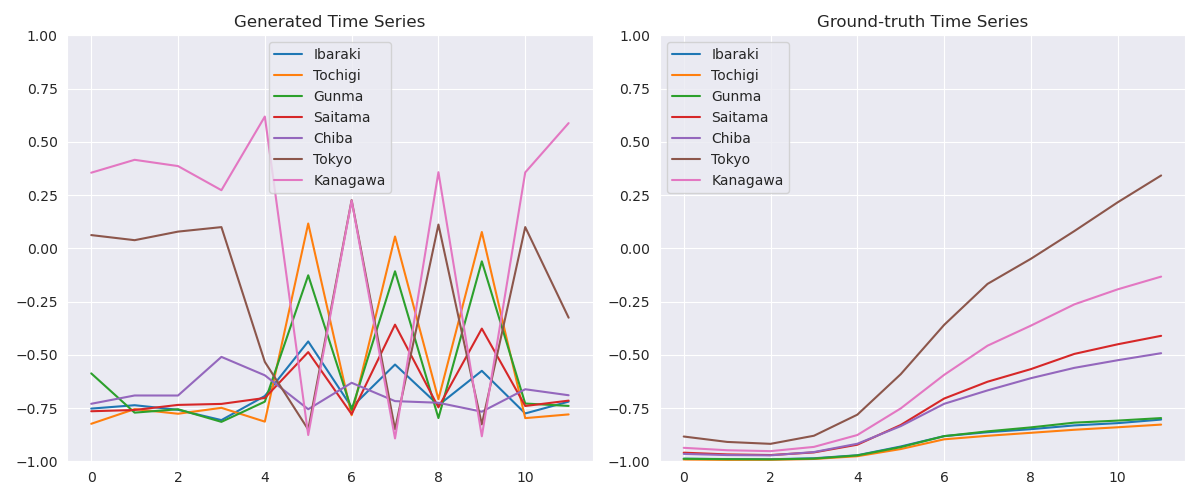 Generated Time Series
1.00
0.75
0.50
0.25
0.00
−0.25
−0.50
−0.75
−1.00
0 2 4 6 8 10
Ibaraki
Tochigi
Gunma
Saitama
Chiba
Tokyo
Kanagawa
Ground-truth Time Series
1.00
0.75
0.50
0.25
0.00
−0.25
−0.50
−0.75
−1.00
0 2 4 6 8 10
Ibaraki
Tochigi
Gunma
Saitama
Chiba
Tokyo
Kanagawa